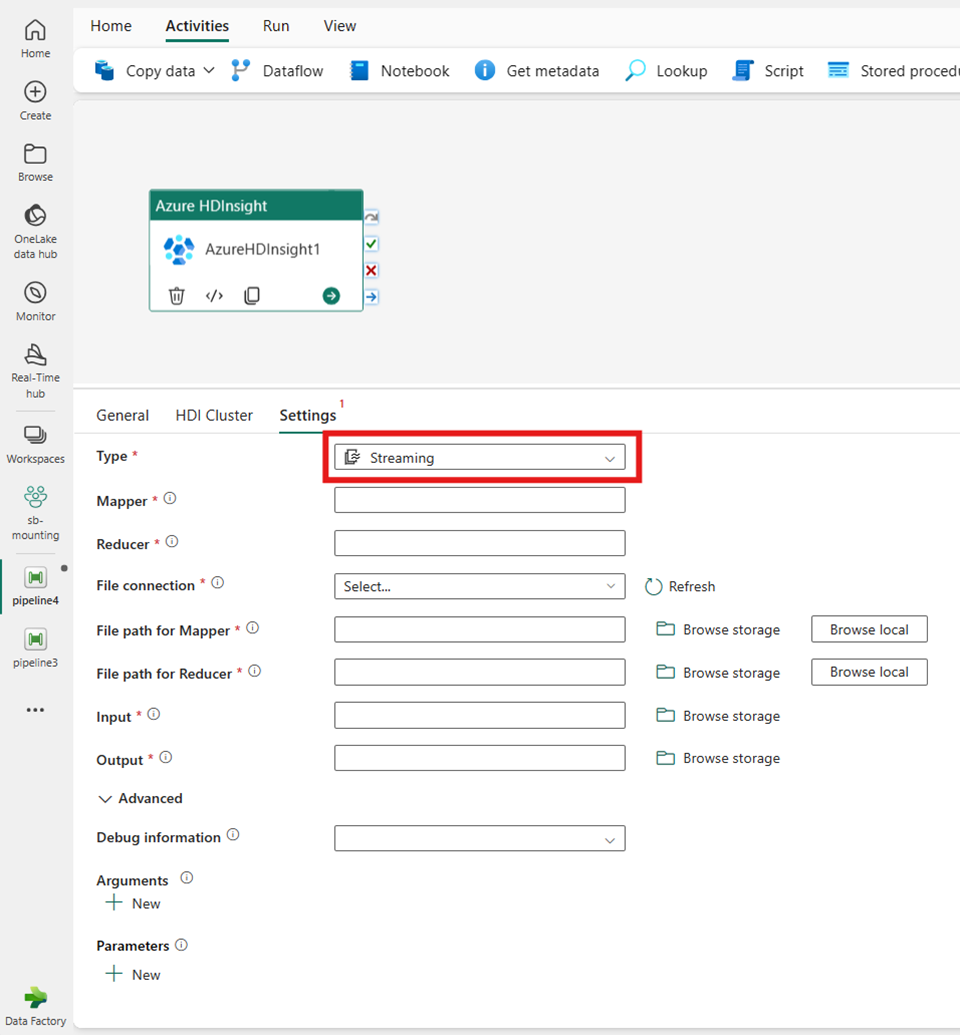 Home
Create
Browse
OneLake
data hub
Monitor
Real-Time
hub
Workspaces
sb-
mounting
pipeline4
pipeline3
Data Factory
Home Activities Run View
Copy data Dataflow Notebook Get metadata Lookup Script Stored procedu
Azure HDInsight
AzureHDInsight1
General HDI Cluster Settings 1
Type * Streaming
Mapper *
Reducer *
File connection * Select... Refresh
File path for Mapper * Browse storage Browse local
File path for Reducer * Browse storage Browse local
Input * Browse storage
Output * Browse storage
Advanced
Debug information
Arguments
New
Parameters
New